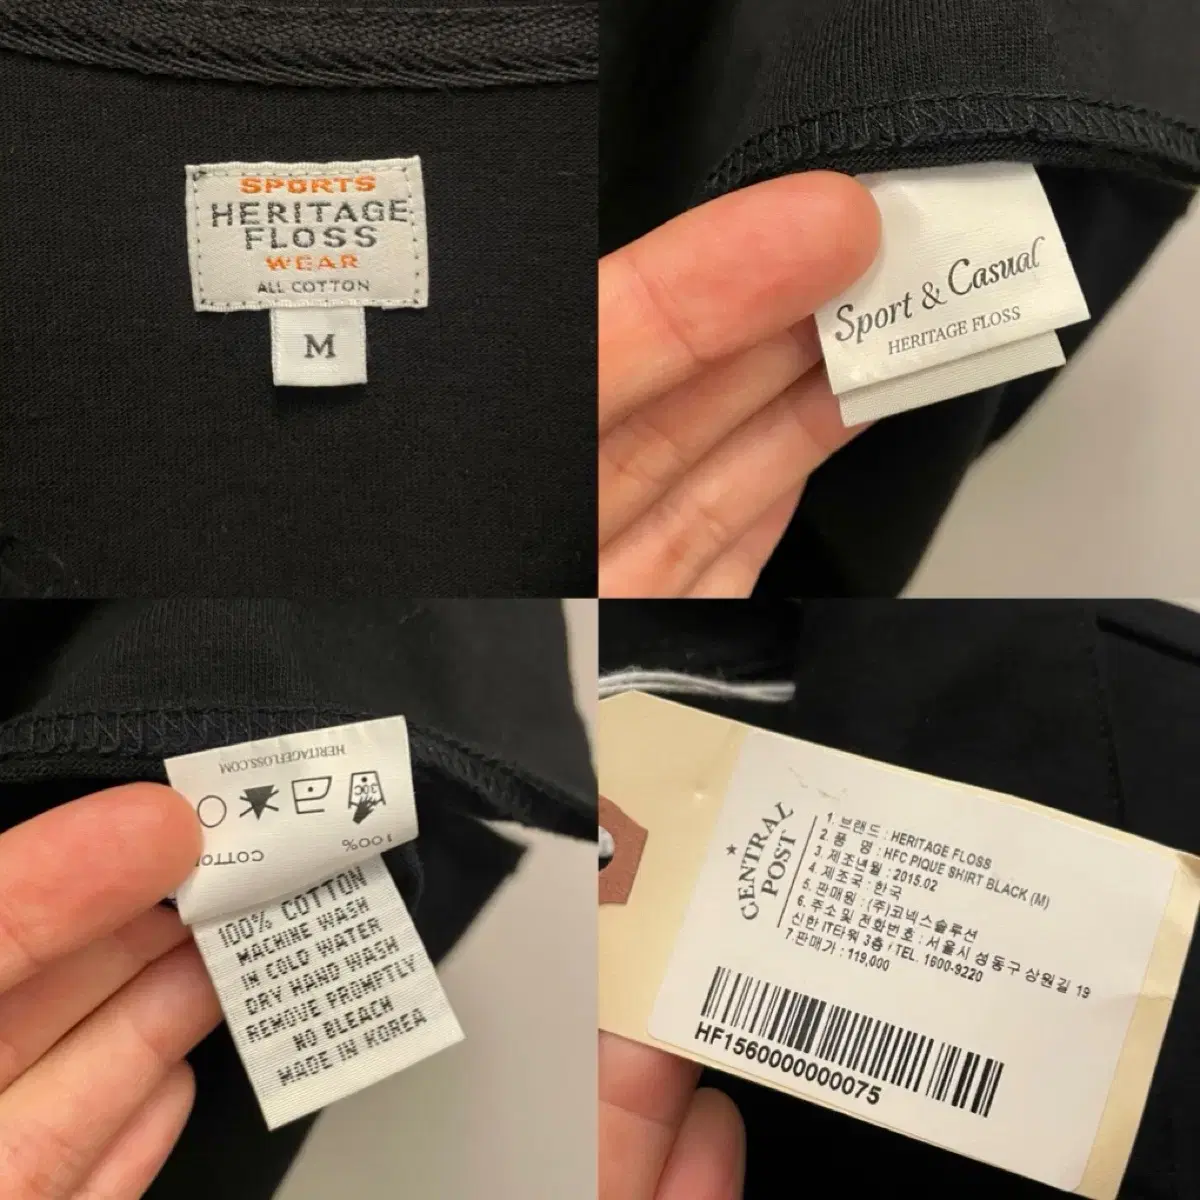 SPORTS
HERITAGE
FLOSS
WEAR
ALL COTTON
M
Sport & Casual
HERITAGE FLOSS
HERITAGEFLOSS.COM
30C
100%
100% COTTON
MACHINE WASH
IN COLD WATER
DRY HAND WASH
REMOVE PROMPTLY
NO BLEACH
MADE IN KOREA
★ CENTRAL
POST
1. 브랜드 : HERITAGE FLOSS
2. 품 명 : HFC PIQUE SHIRT BLACK (M)
3. 제조년월 : 2015.02
4. 제조국 : 한국
5. 판매원 : (주)코넥스솔루션
6. 주소 및 전화번호 : 서울시 성동구 상원길 19
신한 IT타워 3층 / TEL. 1600-9220
7.판매가 : 119,000
HF1560000000075